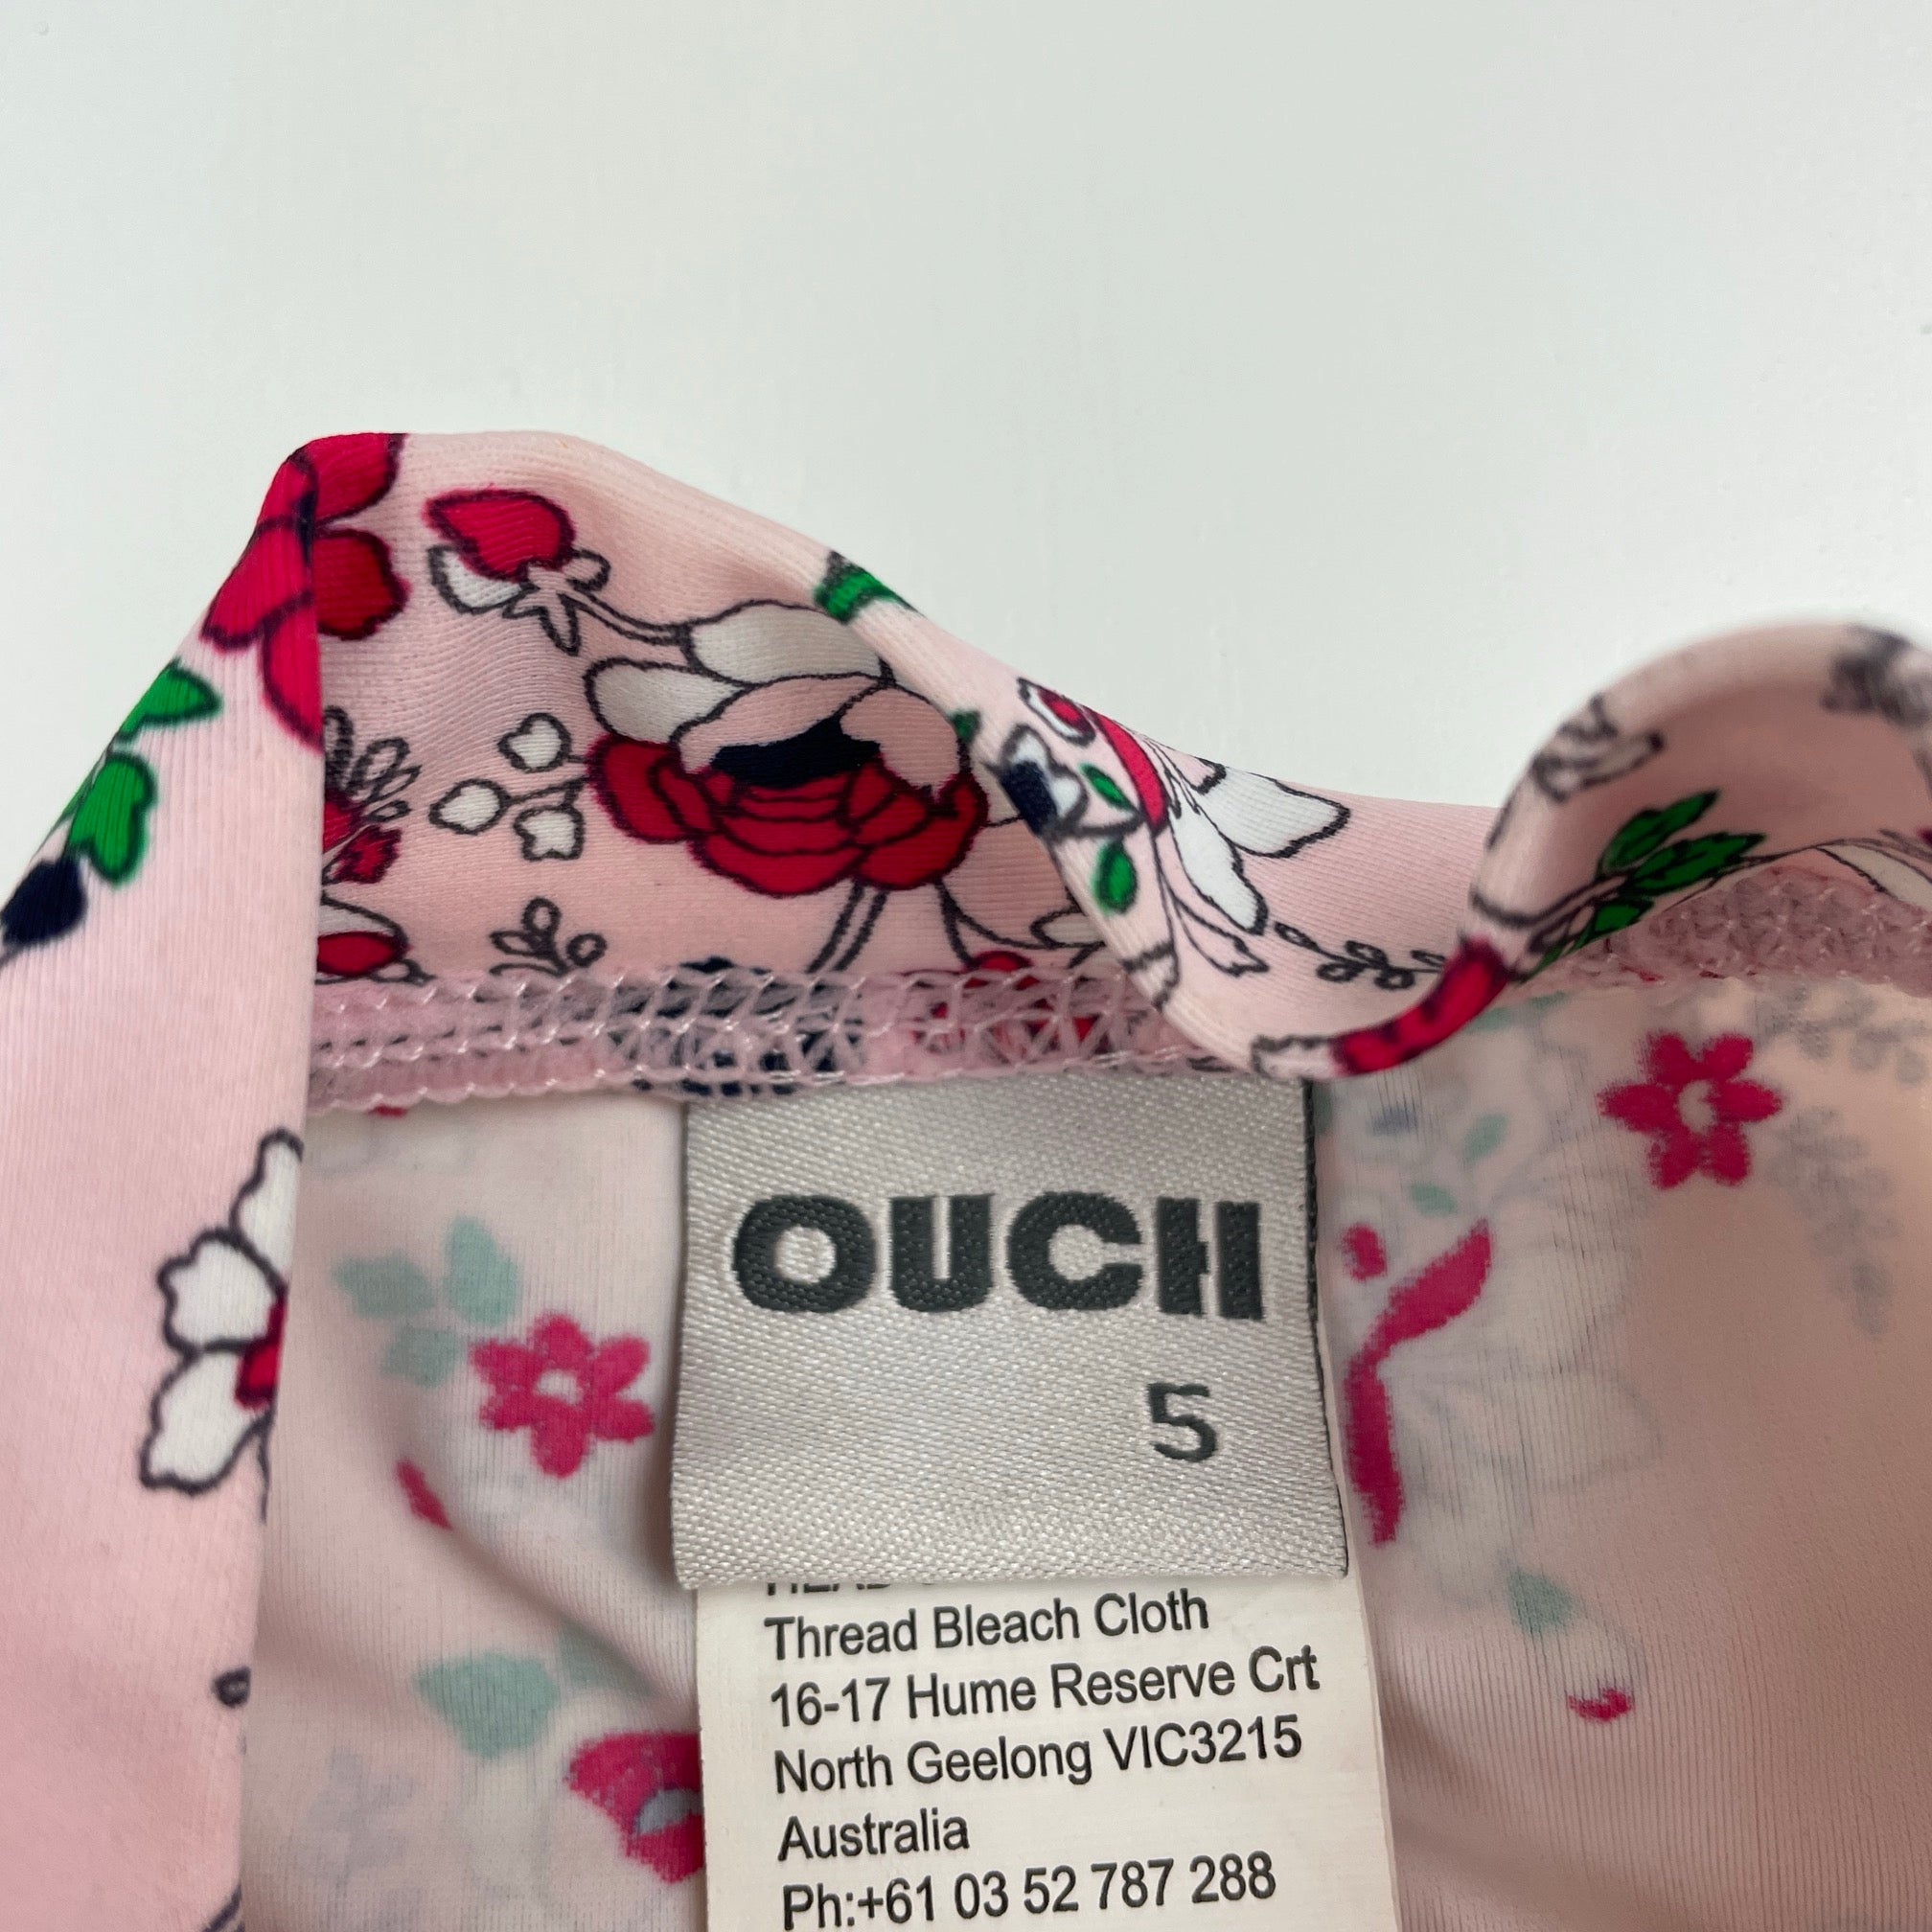 OUCH
5
Thread Bleach Cloth
16-17 Hume Reserve Crt
North Geelong VIC3215
Australia
Ph:+61 03 52 787 288